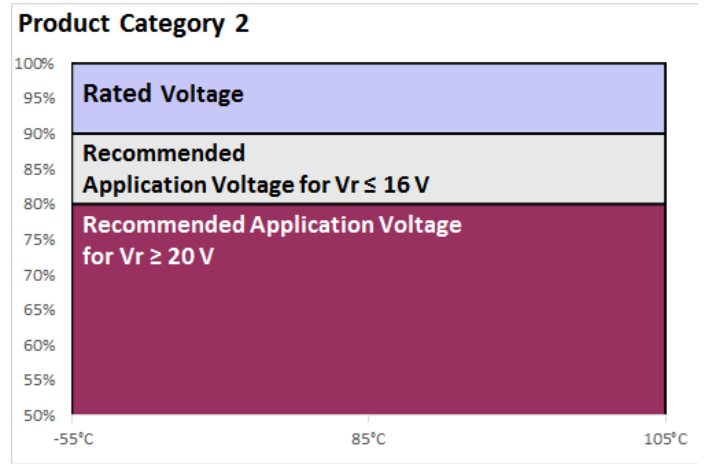 Product Category 2
100%
95%
90%
85%
80%
75%
70%
65%
60%
55%
50%
Rated Voltage
Recommended
Application Voltage for Vr ≤ 16 V
Recommended Application Voltage
for Vr ≥ 20 V
-55°C
85°C
105°C